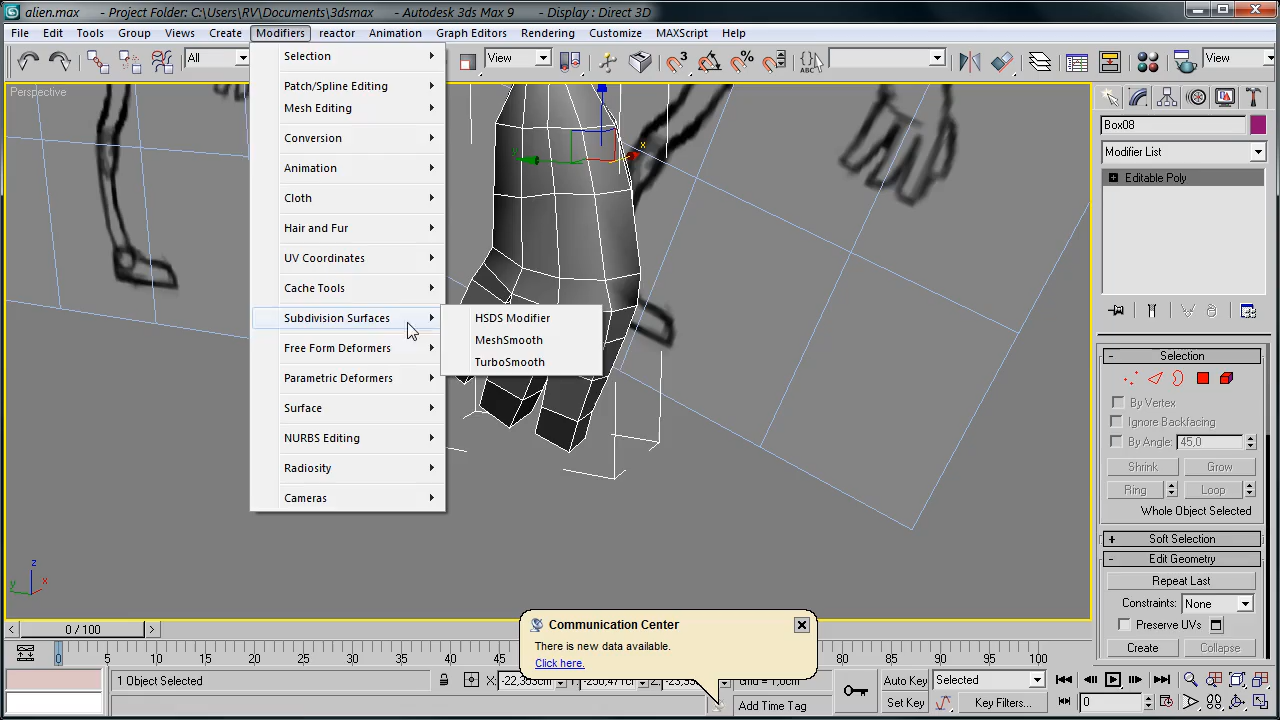 alien.max - Project Folder: C:\Users\RV\Documents\3dsmax - Autodesk 3ds Max 9 - Display : Direct 3D
File Edit Tools Group Views Create Modifiers reactor Animation Graph Editors Rendering Customize MAXScript Help
All View View
Perspective
Selection
Patch/Spline Editing
Mesh Editing
Conversion
Animation
Cloth
Hair and Fur
UV Coordinates
Cache Tools
Subdivision Surfaces
Free Form Deformers
Parametric Deformers
Surface
NURBS Editing
Radiosity
Cameras
HSDS Modifier
MeshSmooth
TurboSmooth
x
y
z
y x
Box08
Modifier List
Editable Poly
Selection
By Vertex
Ignore Backfacing
By Angle: 45,0
Shrink Grow
Ring Loop
Whole Object Selected
Soft Selection
Edit Geometry
Repeat Last
Constraints: None
Preserve UVs
Create Collapse
Communication Center
There is new data available.
Click here.
0 / 100
0 5 10 15 20 25 30 35 40 45 80 85 90 95 100
1 Object Selected X: Grid = 1,0cm
Auto Key Selected
Add Time Tag Set Key Key Filters... 0